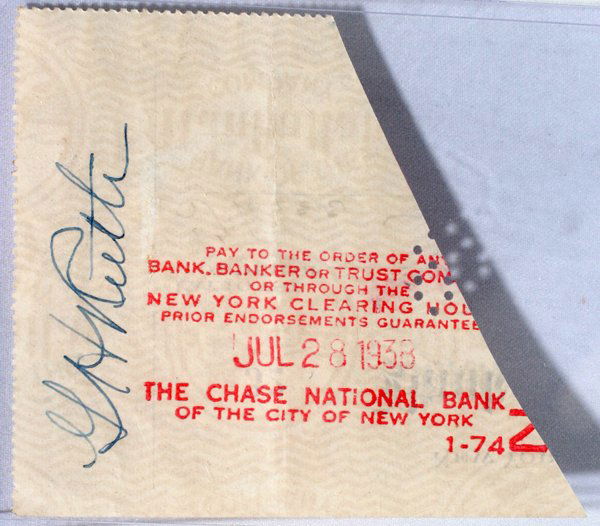 G H Ruth
PAY TO THE ORDER OF AN
BANK, BANKER OR TRUST COM
OR THROUGH THE
NEW YORK CLEARING HOU
PRIOR ENDORSEMENTS GUARANTEE
JUL 28 1938
THE CHASE NATIONAL BANK
OF THE CITY OF NEW YORK
1-74